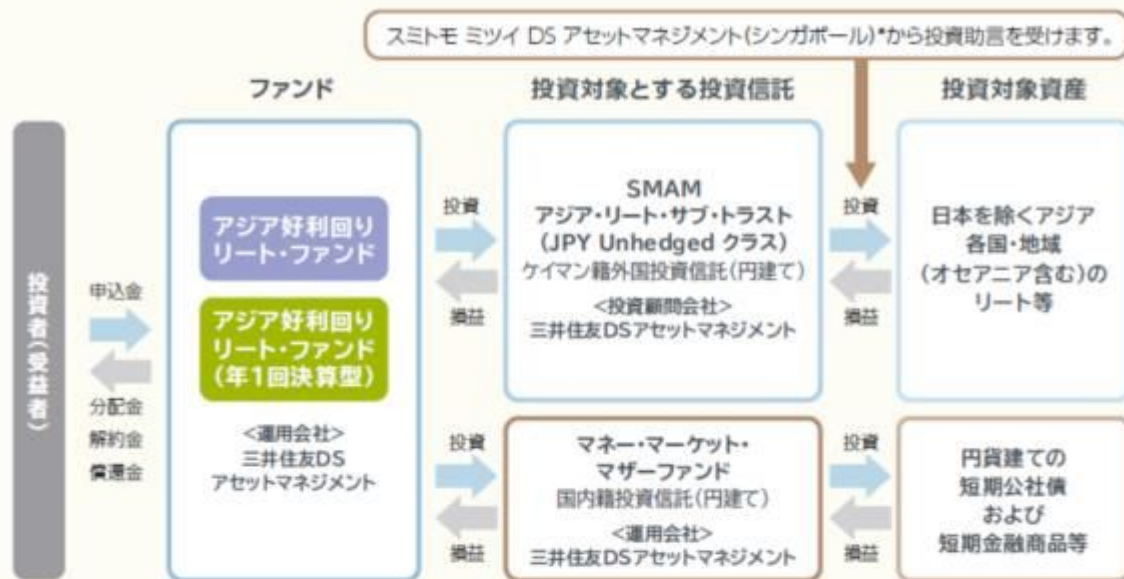 スミトモ ミツイ DS アセットマネジメント(シンガポール)*から投資助言を受けます。
ファンド
投資対象とする投資信託
投資対象資産
投資者(受益者)
申込金
分配金
解約金
償還金
アジア好利回り
リート・ファンド
アジア好利回り
リート・ファンド
(年1回決算型)
<運用会社>
三井住友DS
アセットマネジメント
投資
損益
SMAM
アジア・リート・サブ・トラスト
(JPY Unhedged クラス)
ケイマン籍外国投資信託(円建て)
<投資顧問会社>
三井住友DSアセットマネジメント
投資
損益
日本を除くアジア
各国・地域
(オセアニア含む)の
リート等
投資
損益
マネー・マーケット・
マザーファンド
国内籍投資信託(円建て)
<運用会社>
三井住友DSアセットマネジメント
投資
損益
円貨建ての
短期公社債
および
短期金融商品等